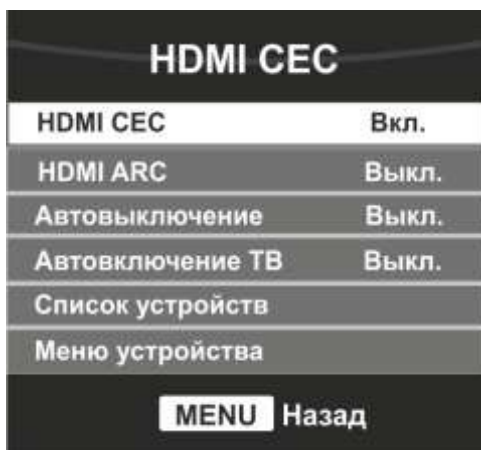 HDMI CEC
HDMI CEC Вкл.
HDMI ARC Выкл.
Автовыключение Выкл.
Автовключение ТВ Выкл.
Список устройств
Меню устройства
MENU Назад